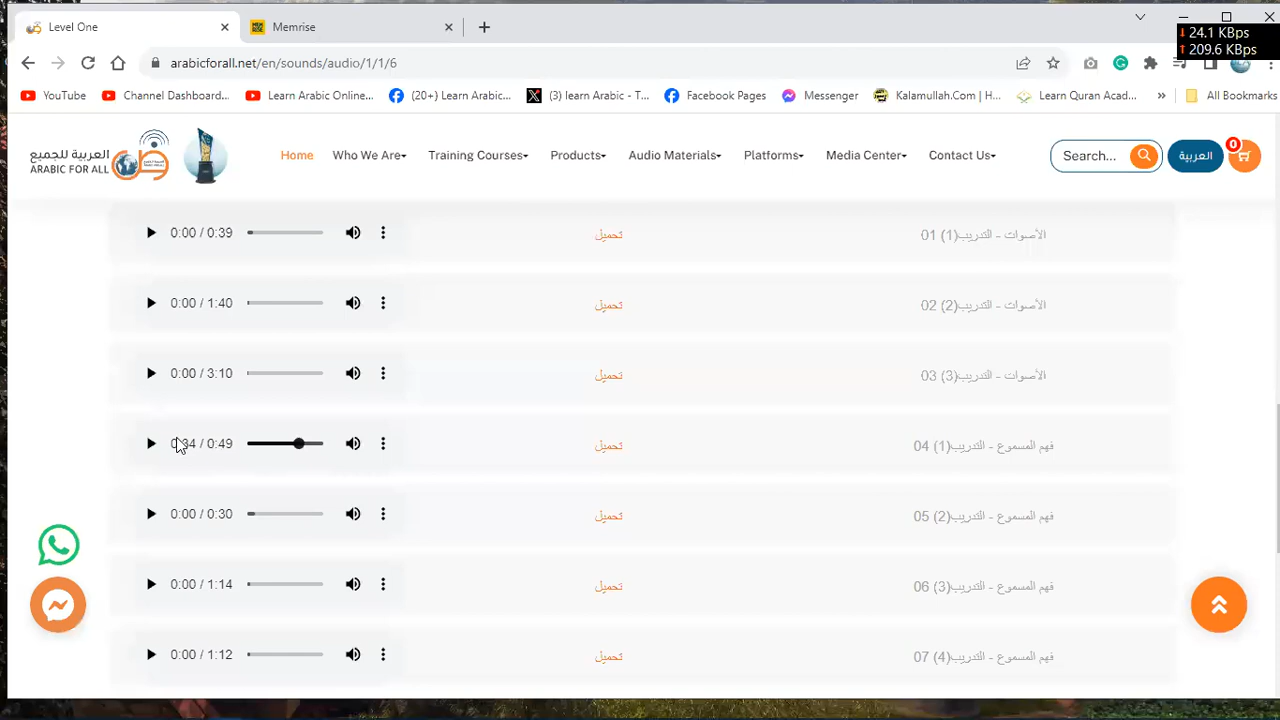 Level One
Memrise
24.1 KBps
209.6 KBps
arabicforall.net/en/sounds/audio/1/1/6
YouTube
Channel Dashboard...
Learn Arabic Online...
(20+) Learn Arabic...
learn Arabic - T...
Facebook Pages
Messenger
Kalamullah.Com | H...
Learn Quran Acade...
»
All Bookmarks
العربية للجميع
ARABIC FOR ALL
Home
Who We Are
Training Courses
Products
Audio Materials
Platforms
Media Center
Contact Us
Search...
العربية
0
0:00 / 0:39
تحميل
01 الأصوات - التدريب(1)
0:00 / 1:40
تحميل
02 الأصوات - التدريب(2)
0:00 / 3:10
تحميل
03 الأصوات - التدريب(3)
0:34 / 0:49
تحميل
04 فهم المسموع - التدريب(1)
0:00 / 0:30
تحميل
05 فهم المسموع - التدريب(2)
0:00 / 1:14
تحميل
06 فهم المسموع - التدريب(3)
0:00 / 1:12
تحميل
07 فهم المسموع - التدريب(4)